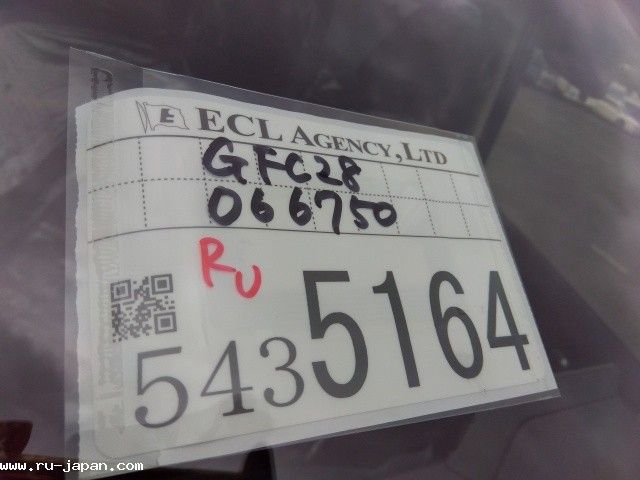 E ECL AGENCY, LTD
GFC28
066750
RU
5435164
www.ru-japan.com